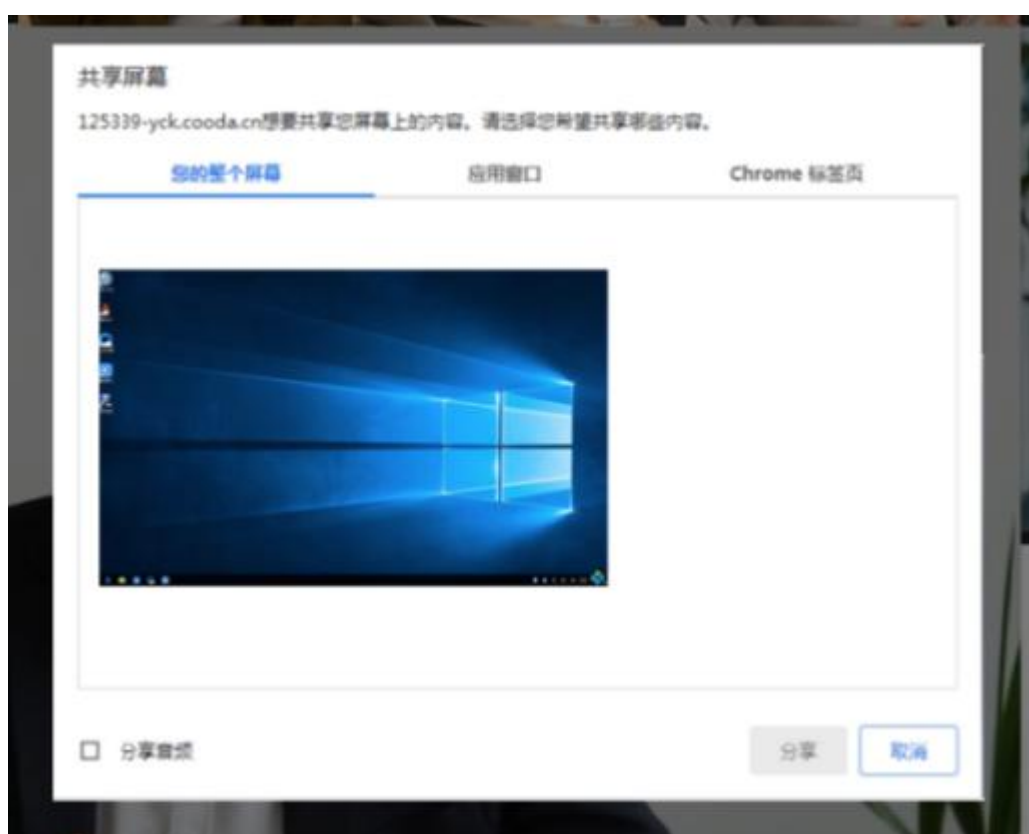 共享屏幕
125339-yck.cooda.cn想要共享您屏幕上的内容。请选择您希望共享哪些内容。
您的整个屏幕
应用窗口
Chrome 标签页
分享音频
分享
取消